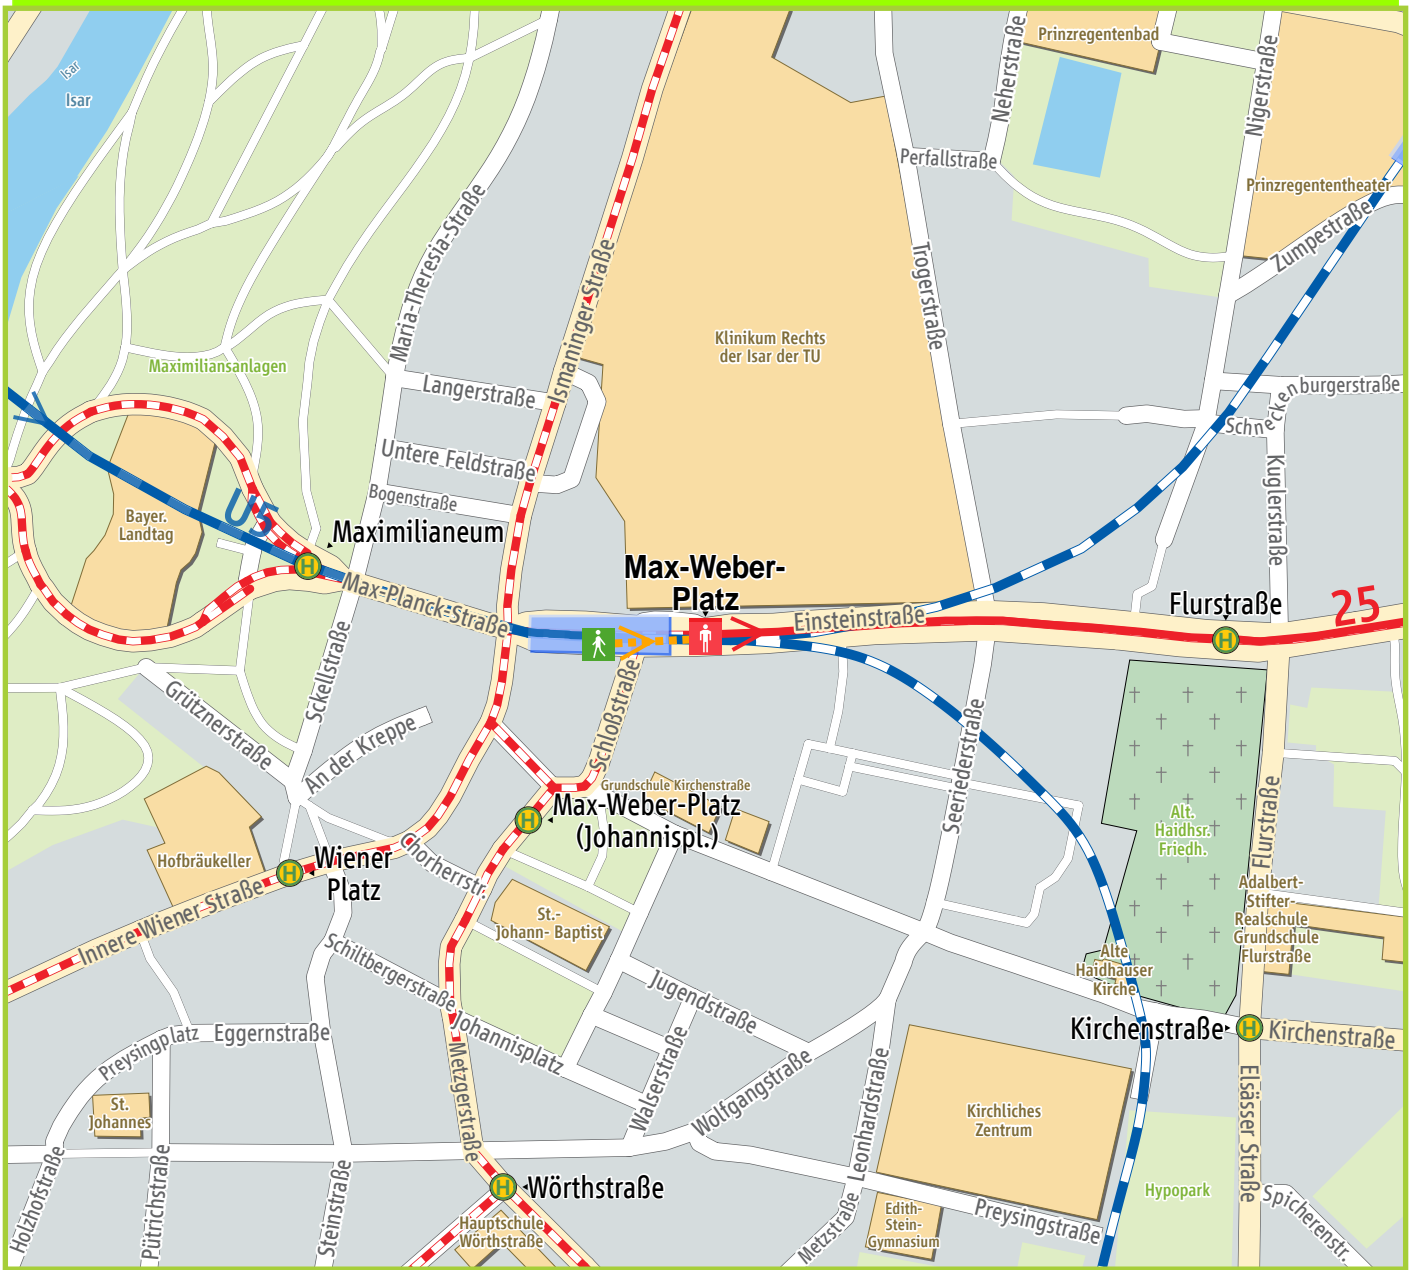 Prinzregentenbad
Neherstraße
Nigerstraße
Isar
Isar
Perfallstraße
Prinzregententheater
Zumpestraße
Maria-Theresia-Straße
Ismaninger-Straße
Trogerstraße
Klinikum Rechts
der Isar der TU
Maximiliansanlagen
Langerstraße
Schneckenburgerstraße
Untere Feldstraße
Kuglerstraße
Bogenstraße
Bayer.
Landtag
U5
Maximilianeum
Max-Planck-Straße
Max-Weber-
Platz
Einsteinstraße
Flurstraße
25
H
H
Sckellstraße
Grütznerstraße
An der Kreppe
Schloßstraße
Seeriederstraße
Grundschule Kirchenstraße
Max-Weber-Platz
(Johannispl.)
H
Alt.
Haidhsr.
Friedh.
Flurstraße
Hofbräukeller
H
Wiener
Platz
Chorherrstr.
Innere Wiener Straße
St.-
Johann- Baptist
Adalbert-
Stifter-
Realschule
Grundschule
Flurstraße
Schiltbergerstraße
Alte
Haidhauser
Kirche
Jugendstraße
Johannisplatz
Kirchenstraße
H
Kirchenstraße
Preysingplatz
Eggernstraße
Metzgerstraße
Walserstraße
Wolfgangstraße
Leonhardstraße
Kirchliches
Zentrum
Elsässer Straße
St.
Johannes
Holzhofstraße
Pütrichstraße
Steinstraße
H
Wörthstraße
Hauptschule
Wörthstraße
Metzstraße
Edith-
Stein-
Gymnasium
Preysingstraße
Hypopark
Spicherenstr.